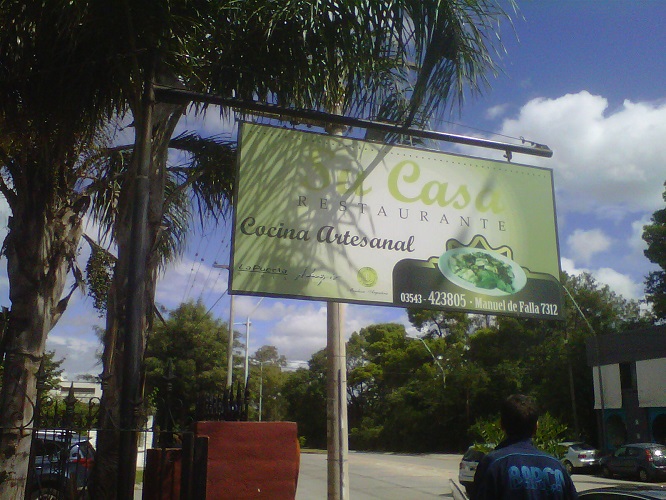 Su Casa
RESTAURANTE
Cocina Artesanal
03543 - 423805 · Manuel de Falla 7312